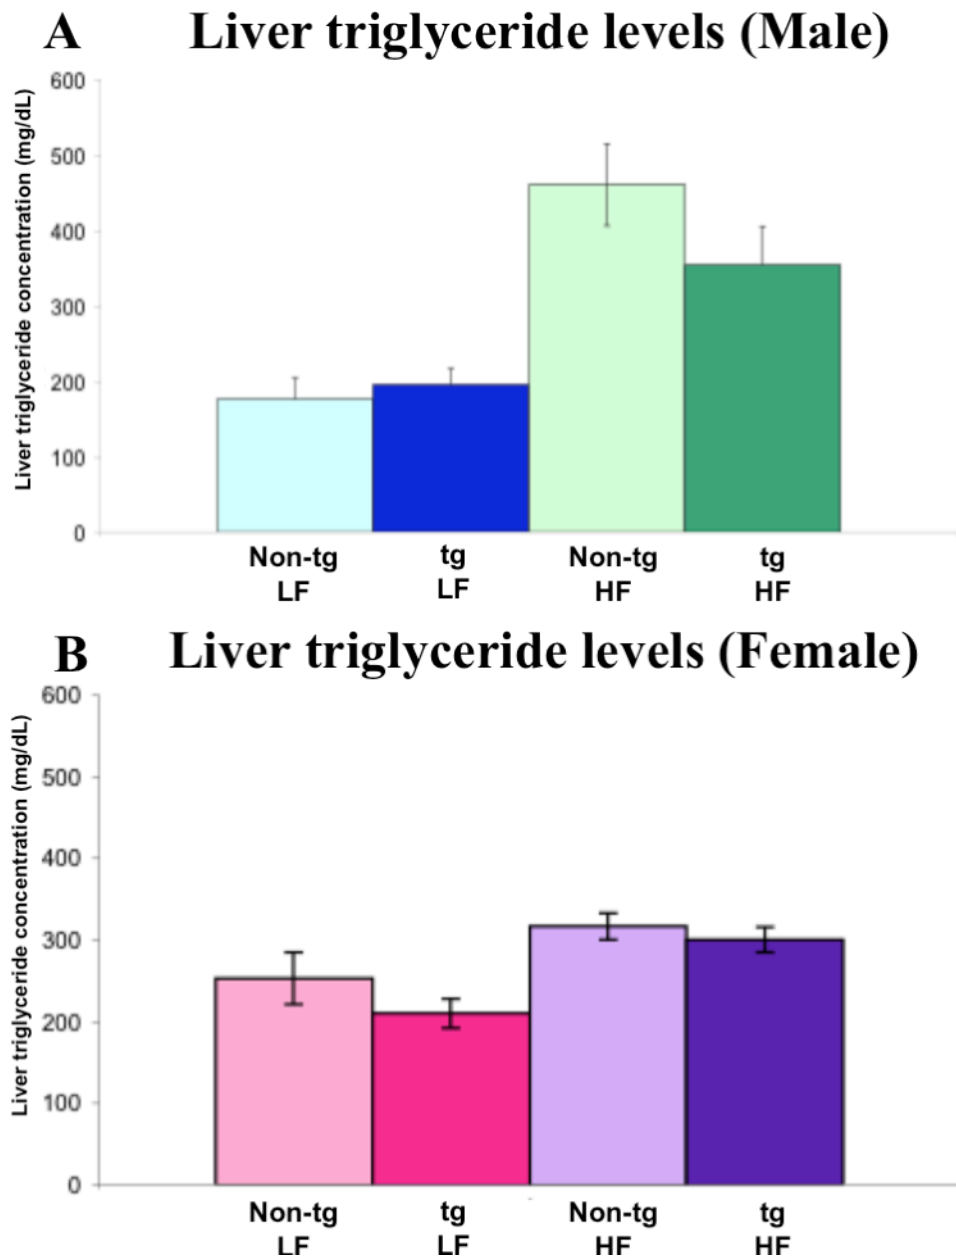 A Liver triglyceride levels (Male)
Liver triglyceride concentration (mg/dL)
600
500
400
300
200
100
0
Non-tg tg Non-tg tg
LF LF HF HF
B Liver triglyceride levels (Female)
Liver triglyceride concentration (mg/dL)
600
500
400
300
200
100
0
Non-tg tg Non-tg tg
LF LF HF HF